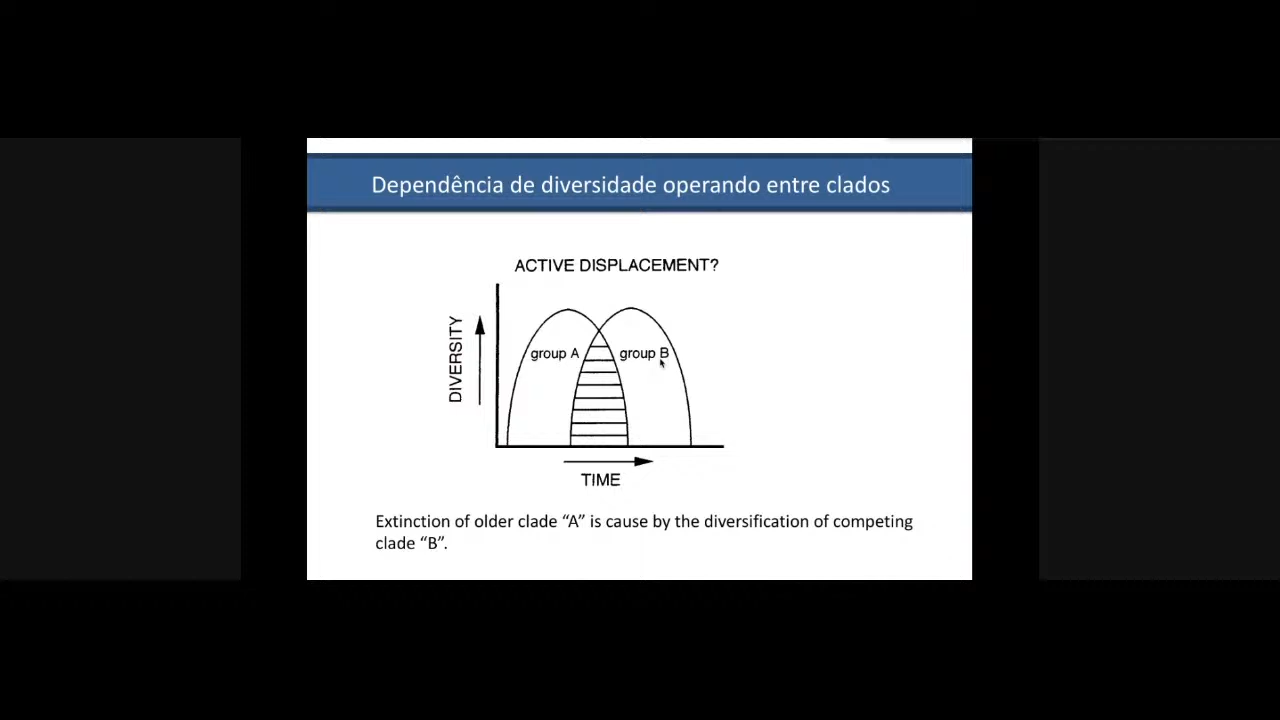 Dependência de diversidade operando entre clados
ACTIVE DISPLACEMENT?
DIVERSITY
group A
group B
TIME
Extinction of older clade “A” is cause by the diversification of competing
clade “B”.